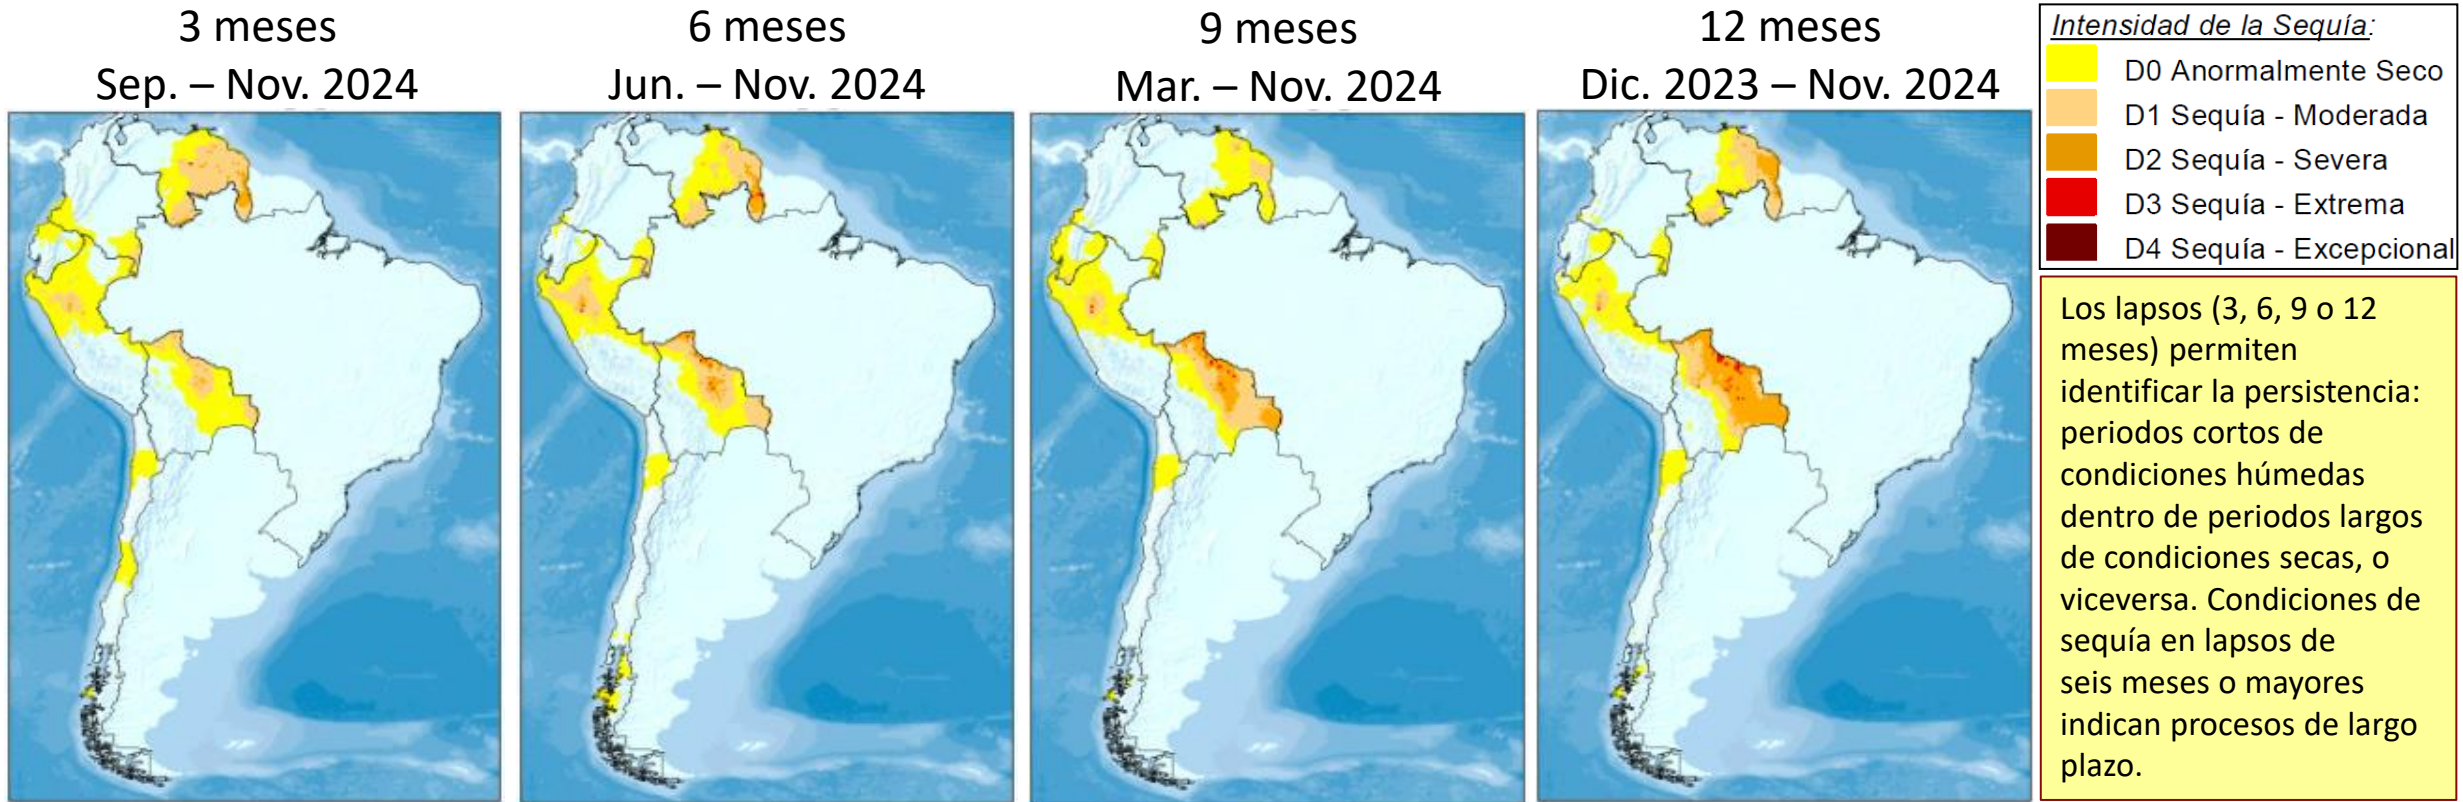 3 meses
Sep. – Nov. 2024
6 meses
Jun. – Nov. 2024
9 meses
Mar. – Nov. 2024
12 meses
Dic. 2023 – Nov. 2024
Intensidad de la Sequía:
D0 Anormalmente Seco
D1 Sequía - Moderada
D2 Sequía - Severa
D3 Sequía - Extrema
D4 Sequía - Excepcional
Los lapsos (3, 6, 9 o 12
meses) permiten
identificar la persistencia:
periodos cortos de
condiciones húmedas
dentro de periodos largos
de condiciones secas, o
viceversa. Condiciones de
sequía en lapsos de
seis meses o mayores
indican procesos de largo
plazo.